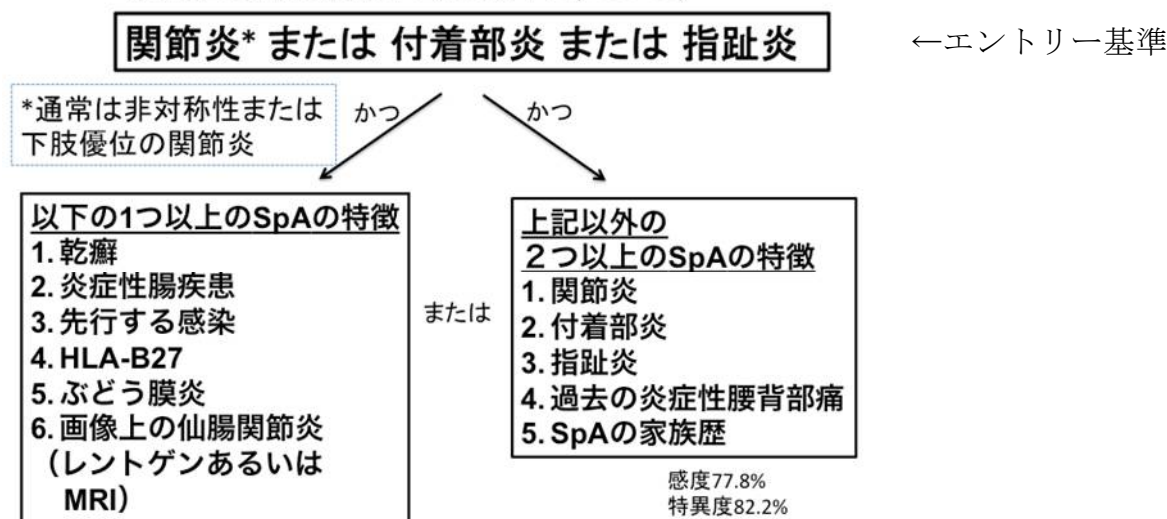 関節炎* または 付着部炎 または 指趾炎
←エントリー基準
*通常は非対称性または
下肢優位の関節炎
かつ
かつ
以下の1つ以上のSpAの特徴
1. 乾癬
2. 炎症性腸疾患
3. 先行する感染
4. HLA-B27
5. ぶどう膜炎
6. 画像上の仙腸関節炎
（レントゲンあるいは
MRI）
または
上記以外の
２つ以上のSpAの特徴
1. 関節炎
2. 付着部炎
3. 指趾炎
4. 過去の炎症性腰背部痛
5. SpAの家族歴
感度77.8%
特異度82.2%